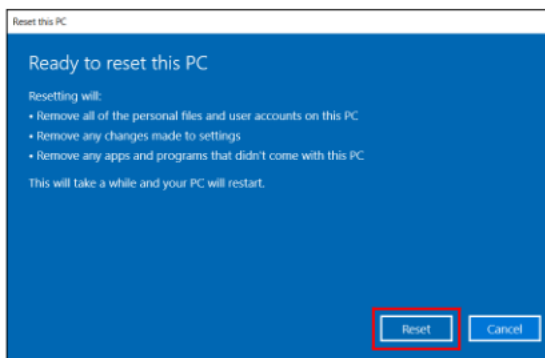 Reset this PC
Ready to reset this PC
Resetting will:
• Remove all of the personal files and user accounts on this PC
• Remove any changes made to settings
• Remove any apps and programs that didn't come with this PC
This will take a while and your PC will restart.
Reset Cancel